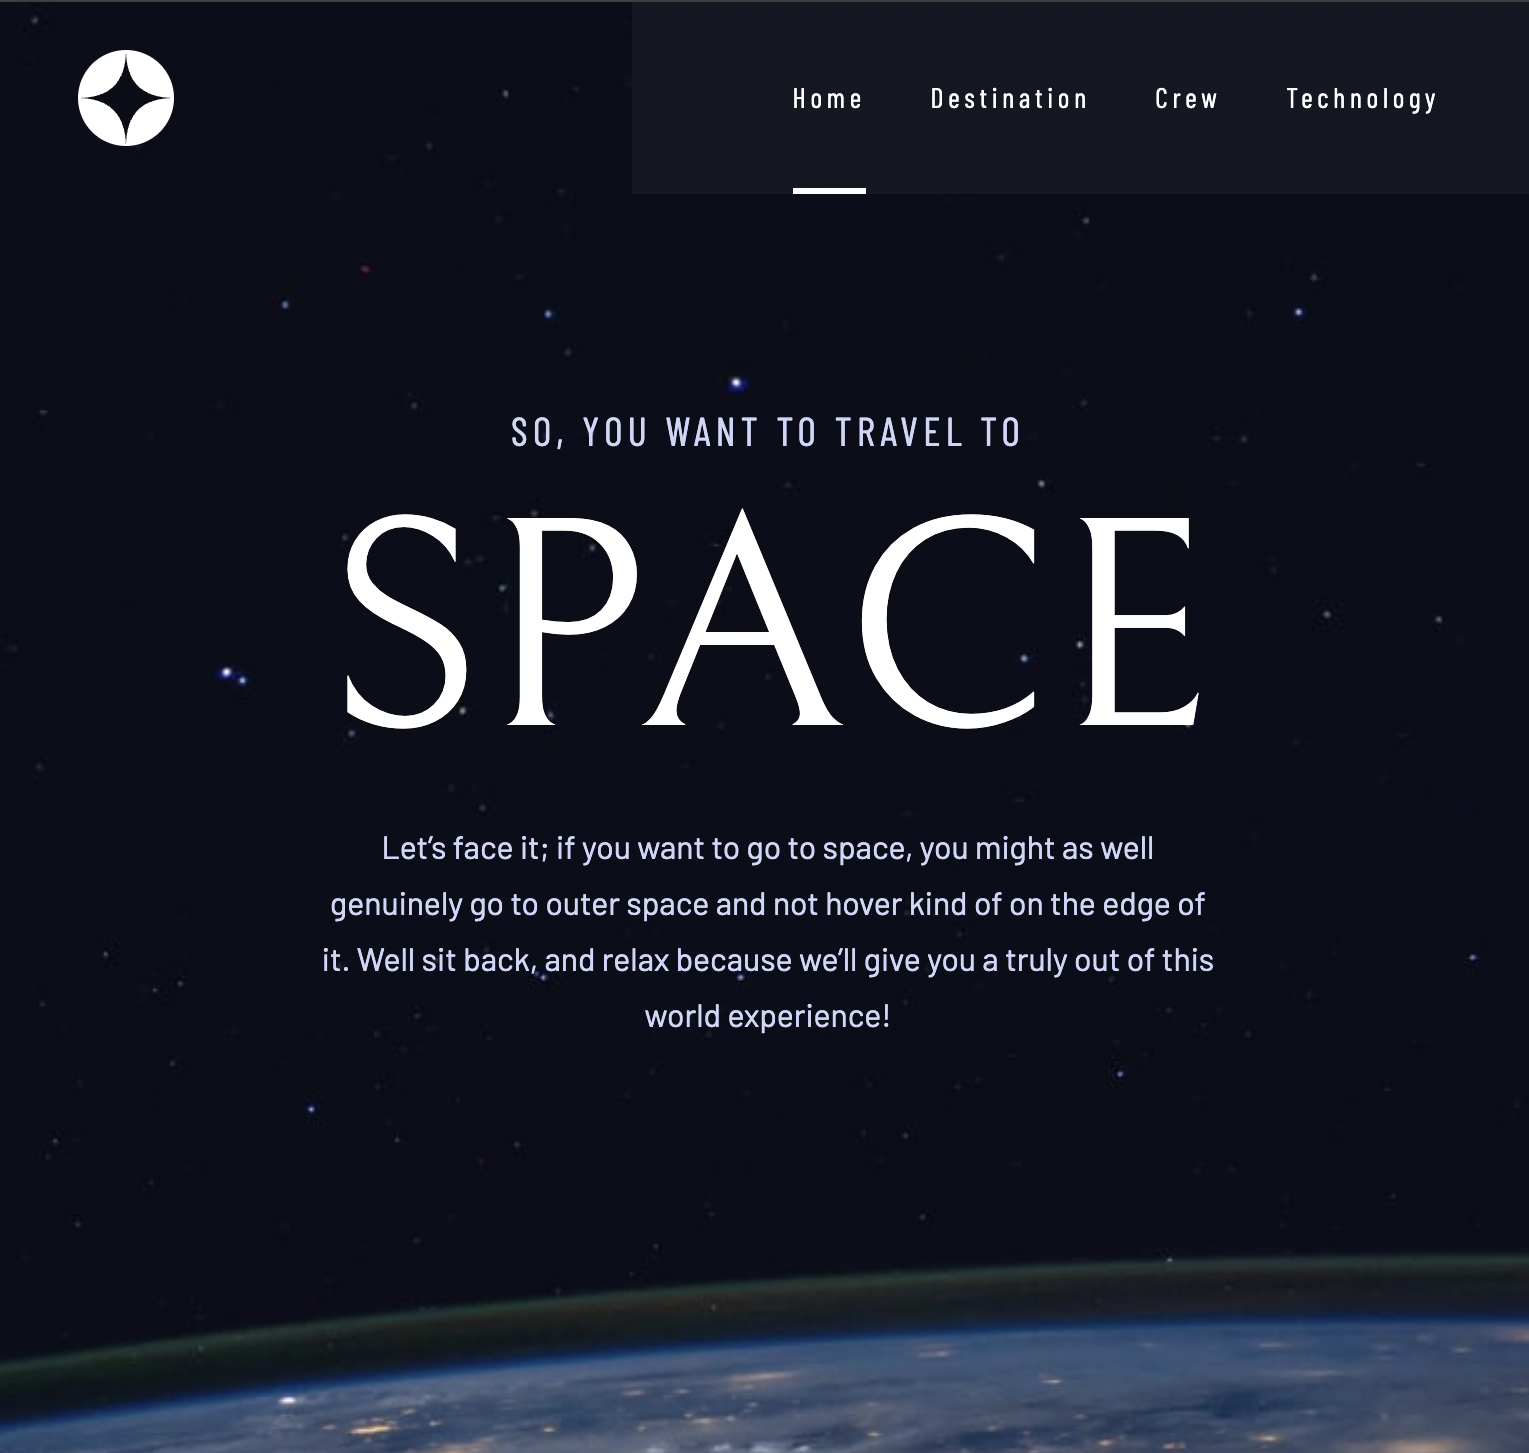 Home Destination Crew Technology
SO, YOU WANT TO TRAVEL TO
SPACE
Let’s face it; if you want to go to space, you might as well
genuinely go to outer space and not hover kind of on the edge of
it. Well sit back, and relax because we’ll give you a truly out of this
world experience!